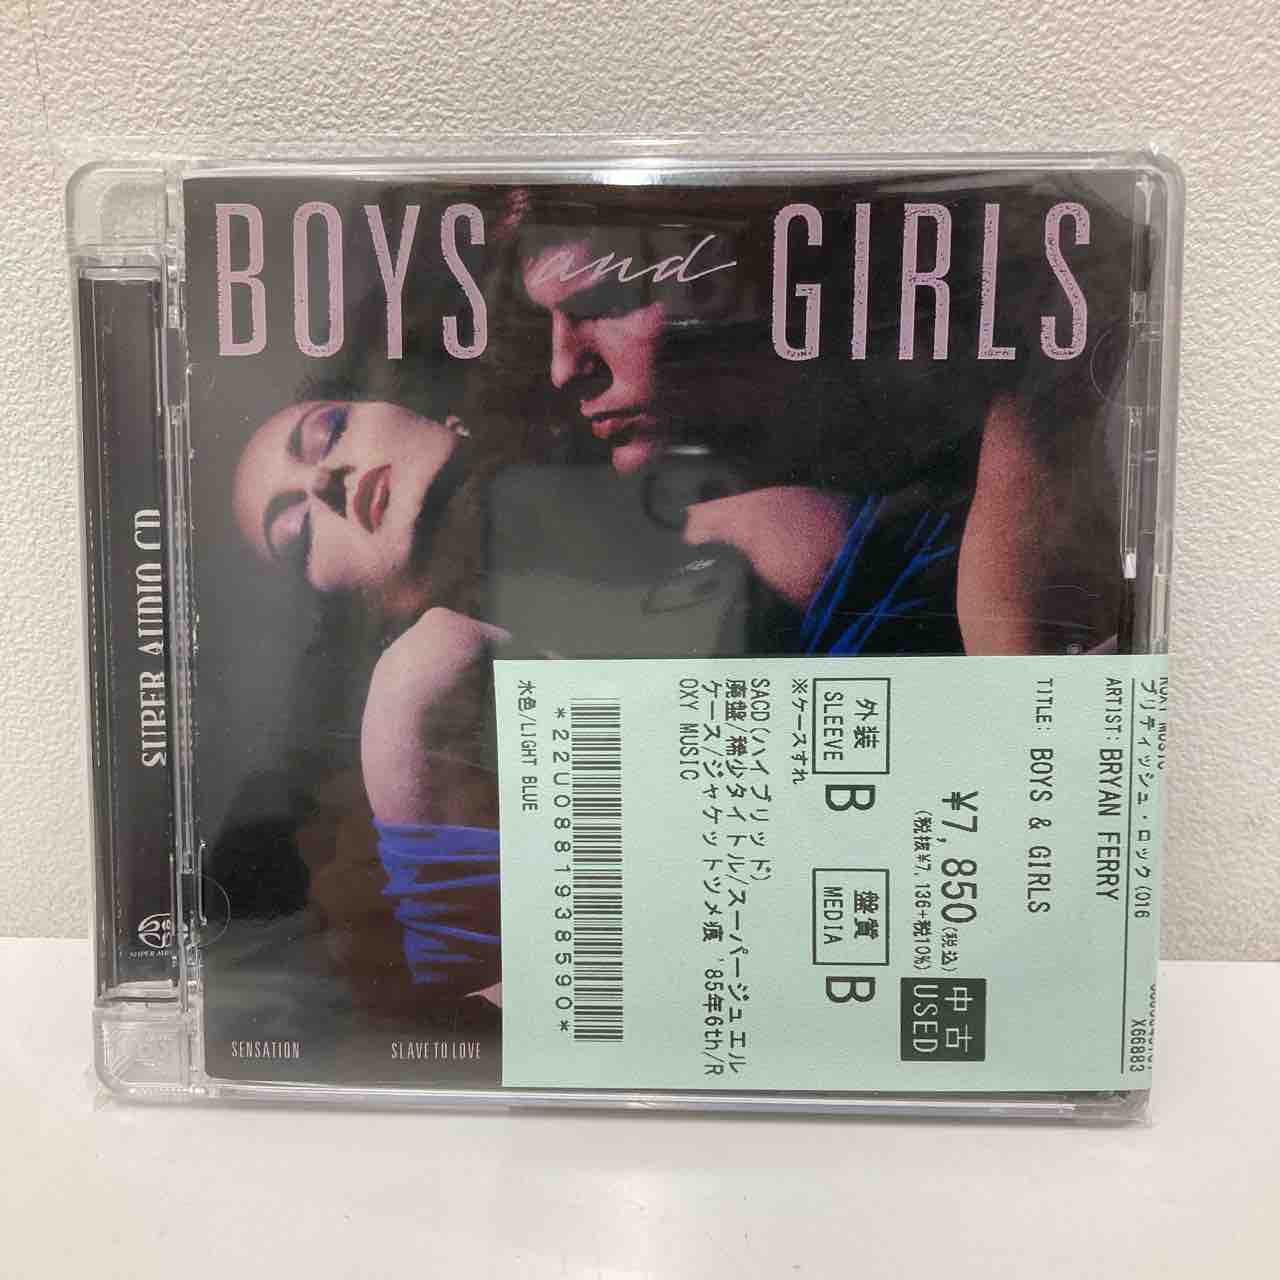 BOYS and GIRLS
SUPER AUDIO CD
SENSATION
SLAVE TO LOVE
ブリティッシュ・ロック(016
X66883
ARTIST: BRYAN FERRY
TITLE: BOYS & GIRLS
¥7,850(税込)
(税抜¥7,136+税10%)
中古
USED
外装
SLEEVE
B
盤質
MEDIA
B
※ケースすれ
SACD(ハイブリッド)
廃盤/稀少タイトル/スーパージュエル
ケース/ジャケットツメ痕 '85年6th/R
OXY MUSIC
*22U0881938590*
水色/LIGHT BLUE